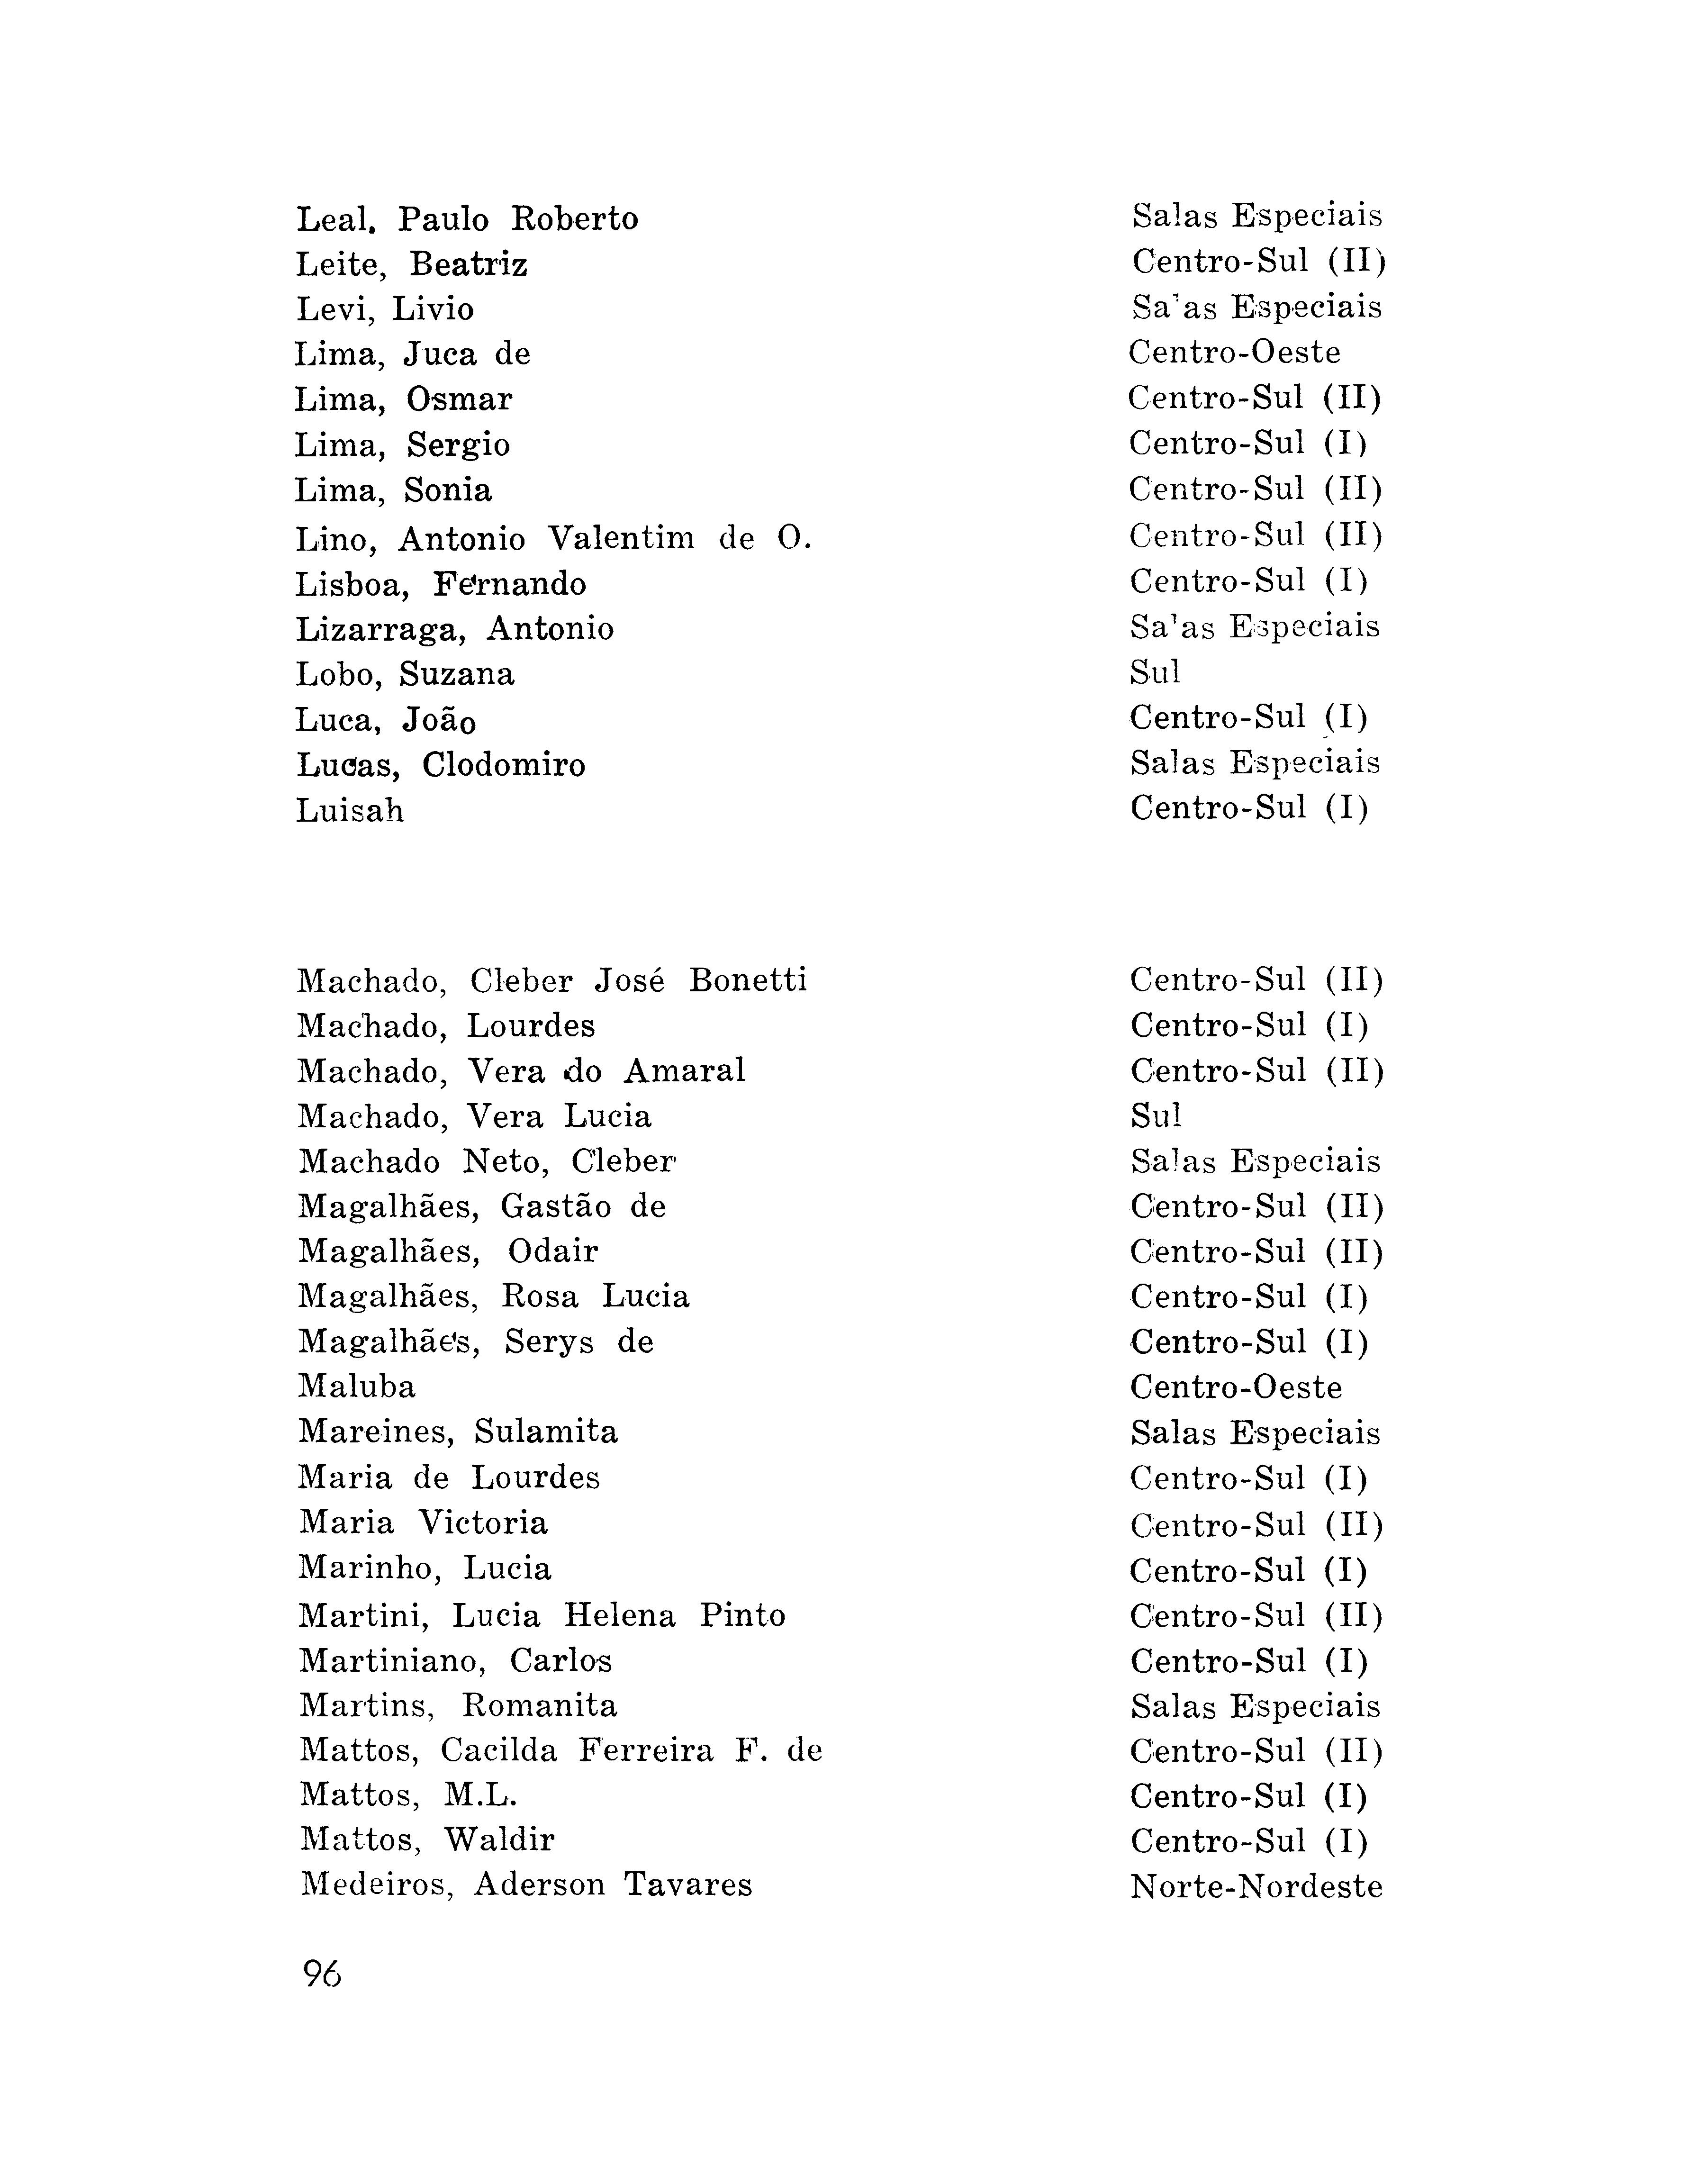 Leal, Paulo Roberto Salas Especiais
Leite, Beatriz Centro-Sul (II)
Levi, Livio Salas Especiais
Lima, Juca de Centro-Oeste
Lima, Osmar Centro-Sul (II)
Lima, Sergio Centro-Sul (I)
Lima, Sonia Centro-Sul (II)
Lino, Antonio Valentim de O. Centro-Sul (II)
Lisboa, Fernando Centro-Sul (I)
Lizarraga, Antonio Salas Especiais
Lobo, Suzana Sul
Luca, João Centro-Sul (I)
Lucas, Clodomiro Salas Especiais
Luisah Centro-Sul (I)
Machado, Cleber José Bonetti Centro-Sul (II)
Machado, Lourdes Centro-Sul (I)
Machado, Vera do Amaral Centro-Sul (II)
Machado, Vera Lucia Sul
Machado Neto, Cleber Salas Especiais
Magalhães, Gastão de Centro-Sul (II)
Magalhães, Odair Centro-Sul (II)
Magalhães, Rosa Lucia Centro-Sul (I)
Magalhães, Serys de Centro-Sul (I)
Maluba Centro-Oeste
Mareines, Sulamita Salas Especiais
Maria de Lourdes Centro-Sul (I)
Maria Victoria Centro-Sul (II)
Marinho, Lucia Centro-Sul (I)
Martini, Lucia Helena Pinto Centro-Sul (II)
Martiniano, Carlos Centro-Sul (I)
Martins, Romanita Salas Especiais
Mattos, Cacilda Ferreira F. de Centro-Sul (II)
Mattos, M.L. Centro-Sul (I)
Mattos, Waldir Centro-Sul (I)
Medeiros, Aderson Tavares Norte-Nordeste
96